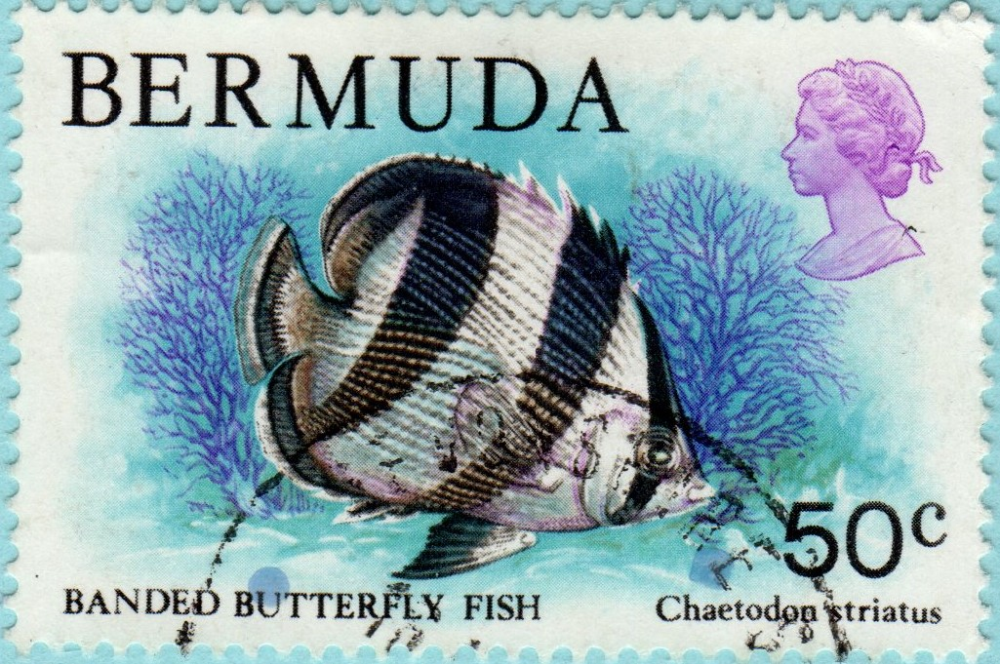 BERMUDA
50c
BANDED BUTTERFLY FISH
Chaetodon striatus